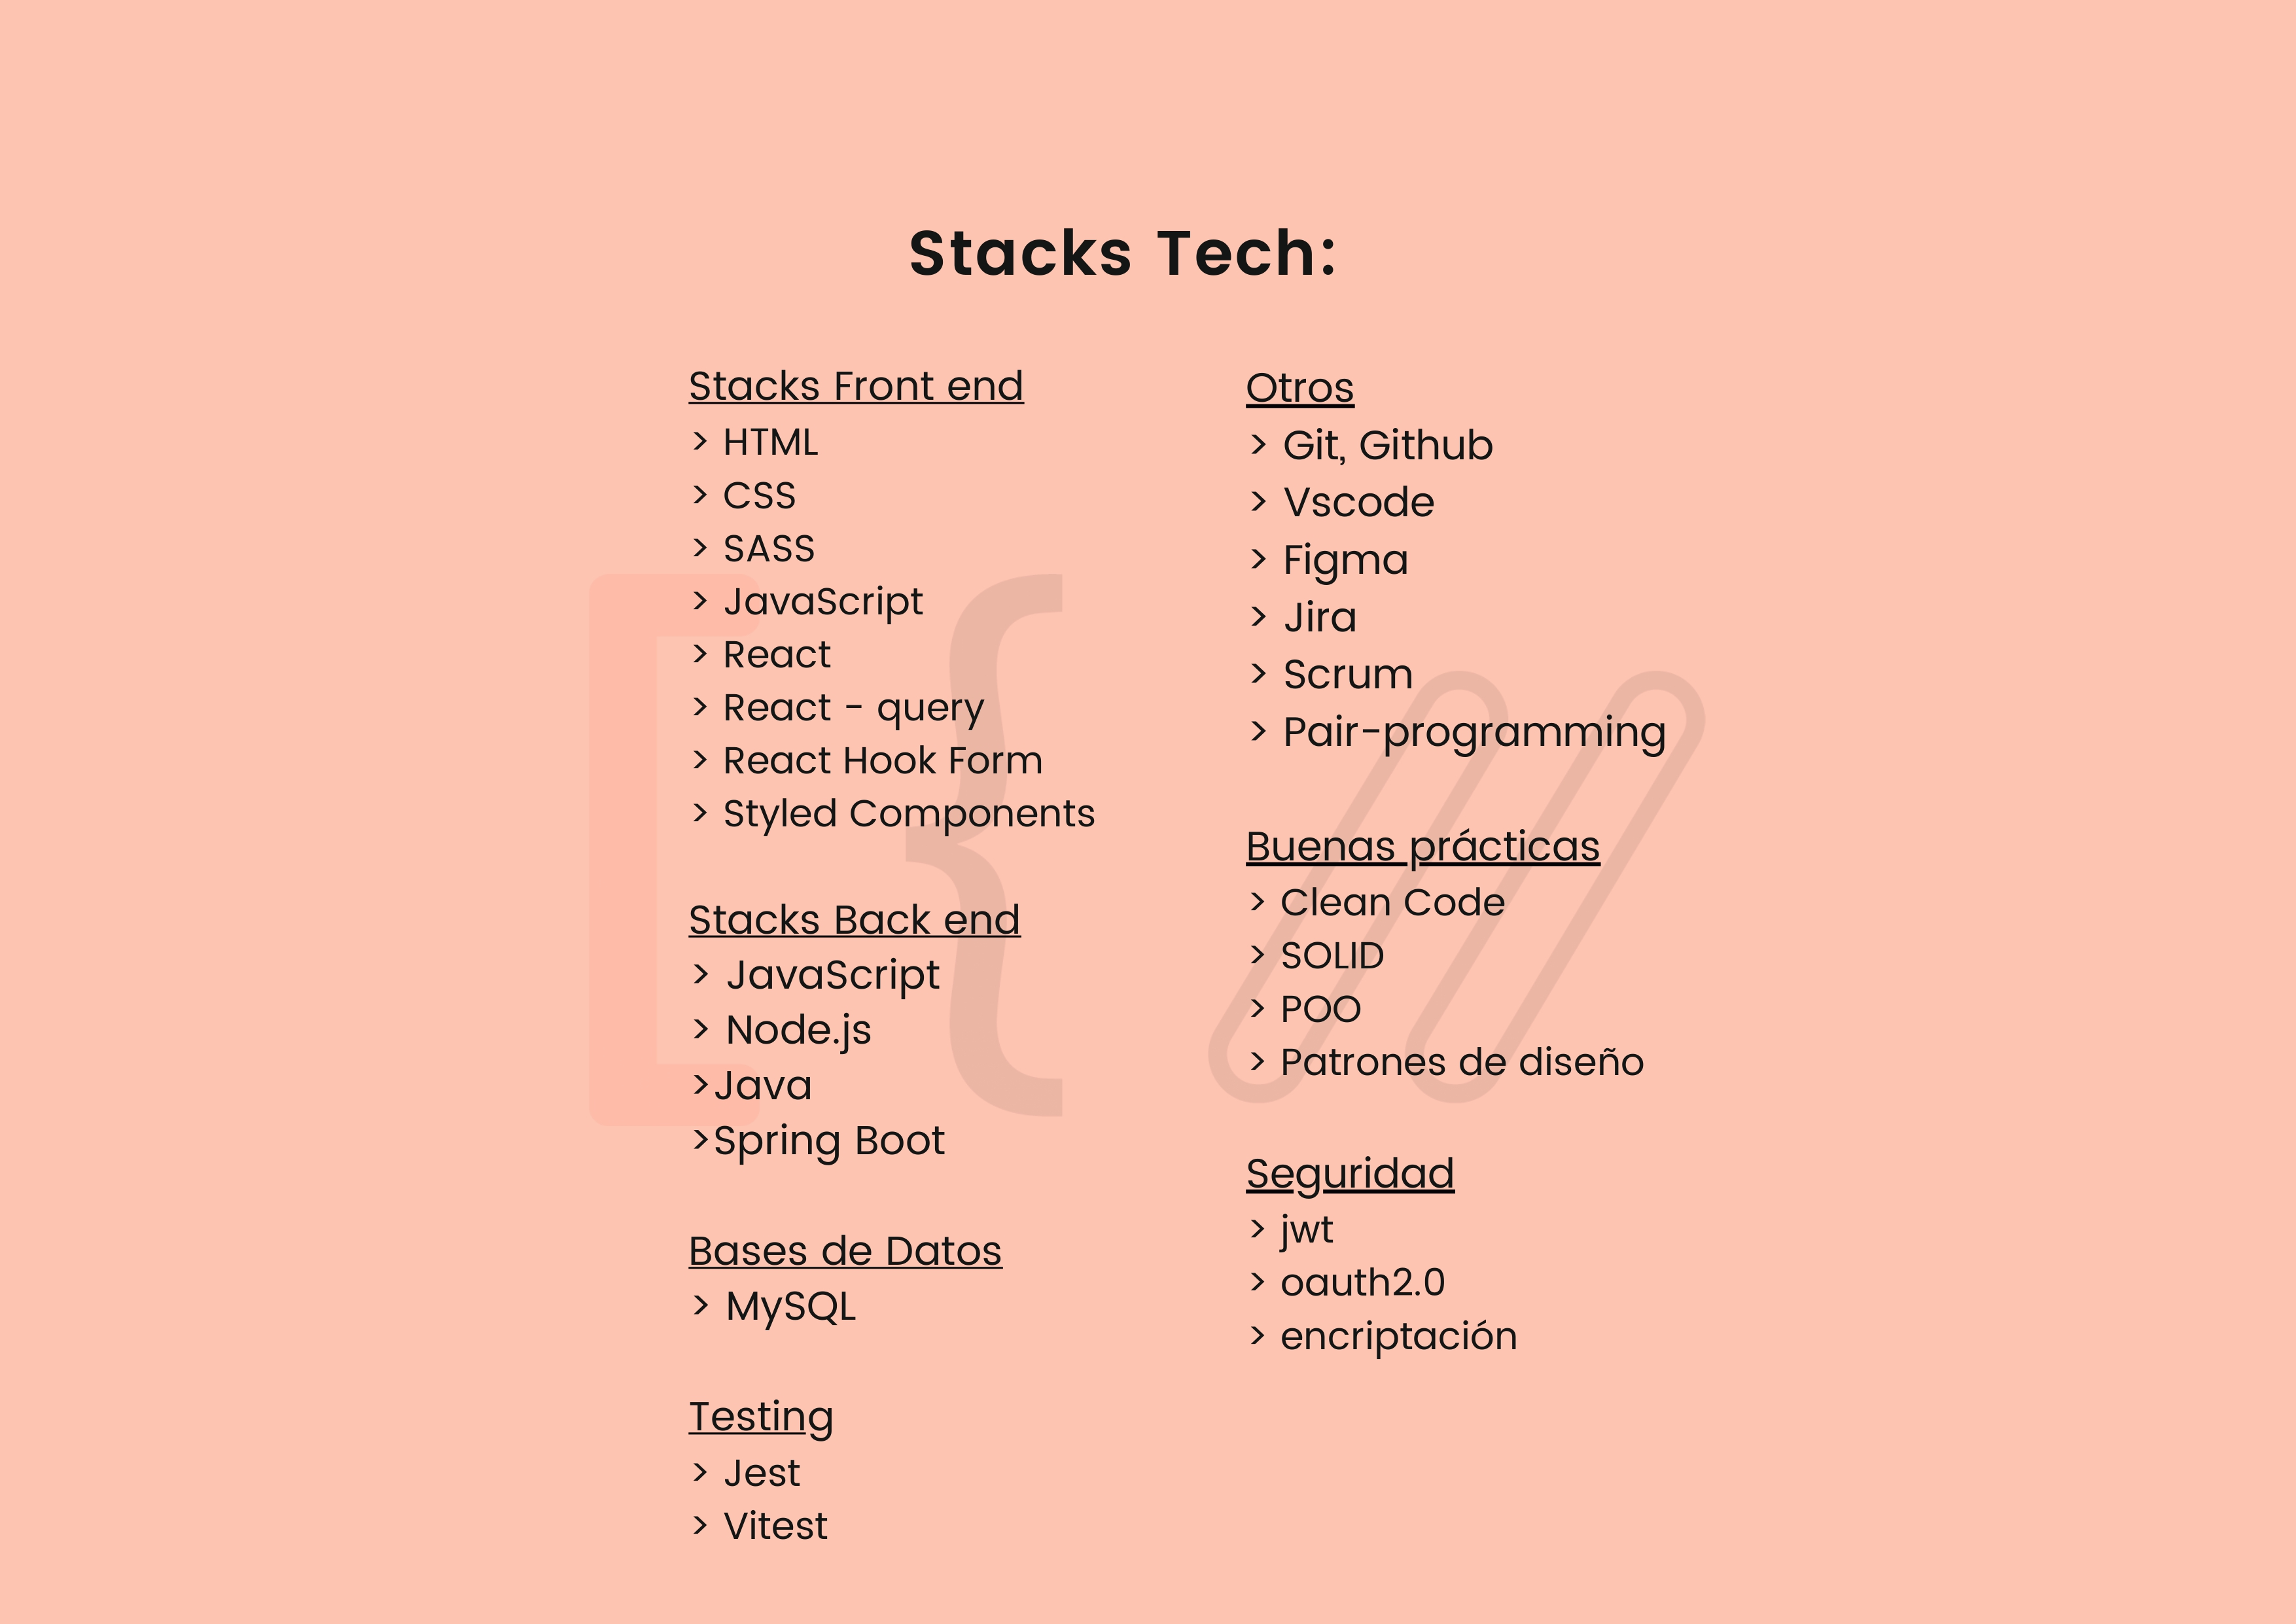 Stacks Tech:
Stacks Front end
> HTML
> CSS
> SASS
> JavaScript
> React
> React - query
> React Hook Form
> Styled Components
Stacks Back end
> JavaScript
> Node.js
>Java
>Spring Boot
Bases de Datos
> MySQL
Testing
> Jest
> Vitest
Otros
> Git, Github
> Vscode
> Figma
> Jira
> Scrum
> Pair-programming
Buenas prácticas
> Clean Code
> SOLID
> POO
> Patrones de diseño
Seguridad
> jwt
> oauth2.0
> encriptación